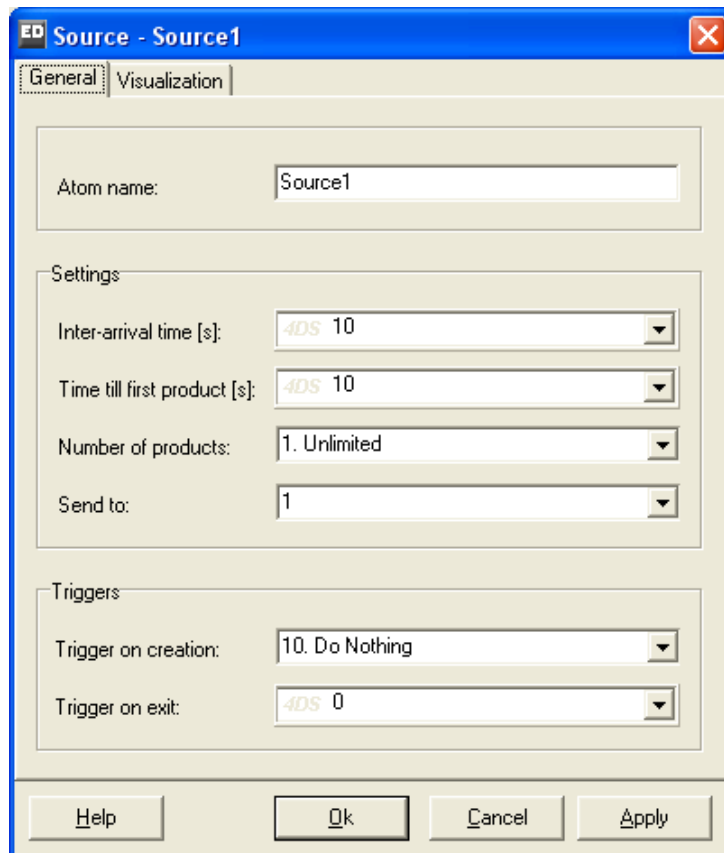 ED Source - Source1
General Visualization
Atom name: Source1
Settings
Inter-arrival time [s]: 4DS 10
Time till first product [s]: 4DS 10
Number of products: 1. Unlimited
Send to: 1
Triggers
Trigger on creation: 10. Do Nothing
Trigger on exit: 4DS 0
Help Ok Cancel Apply